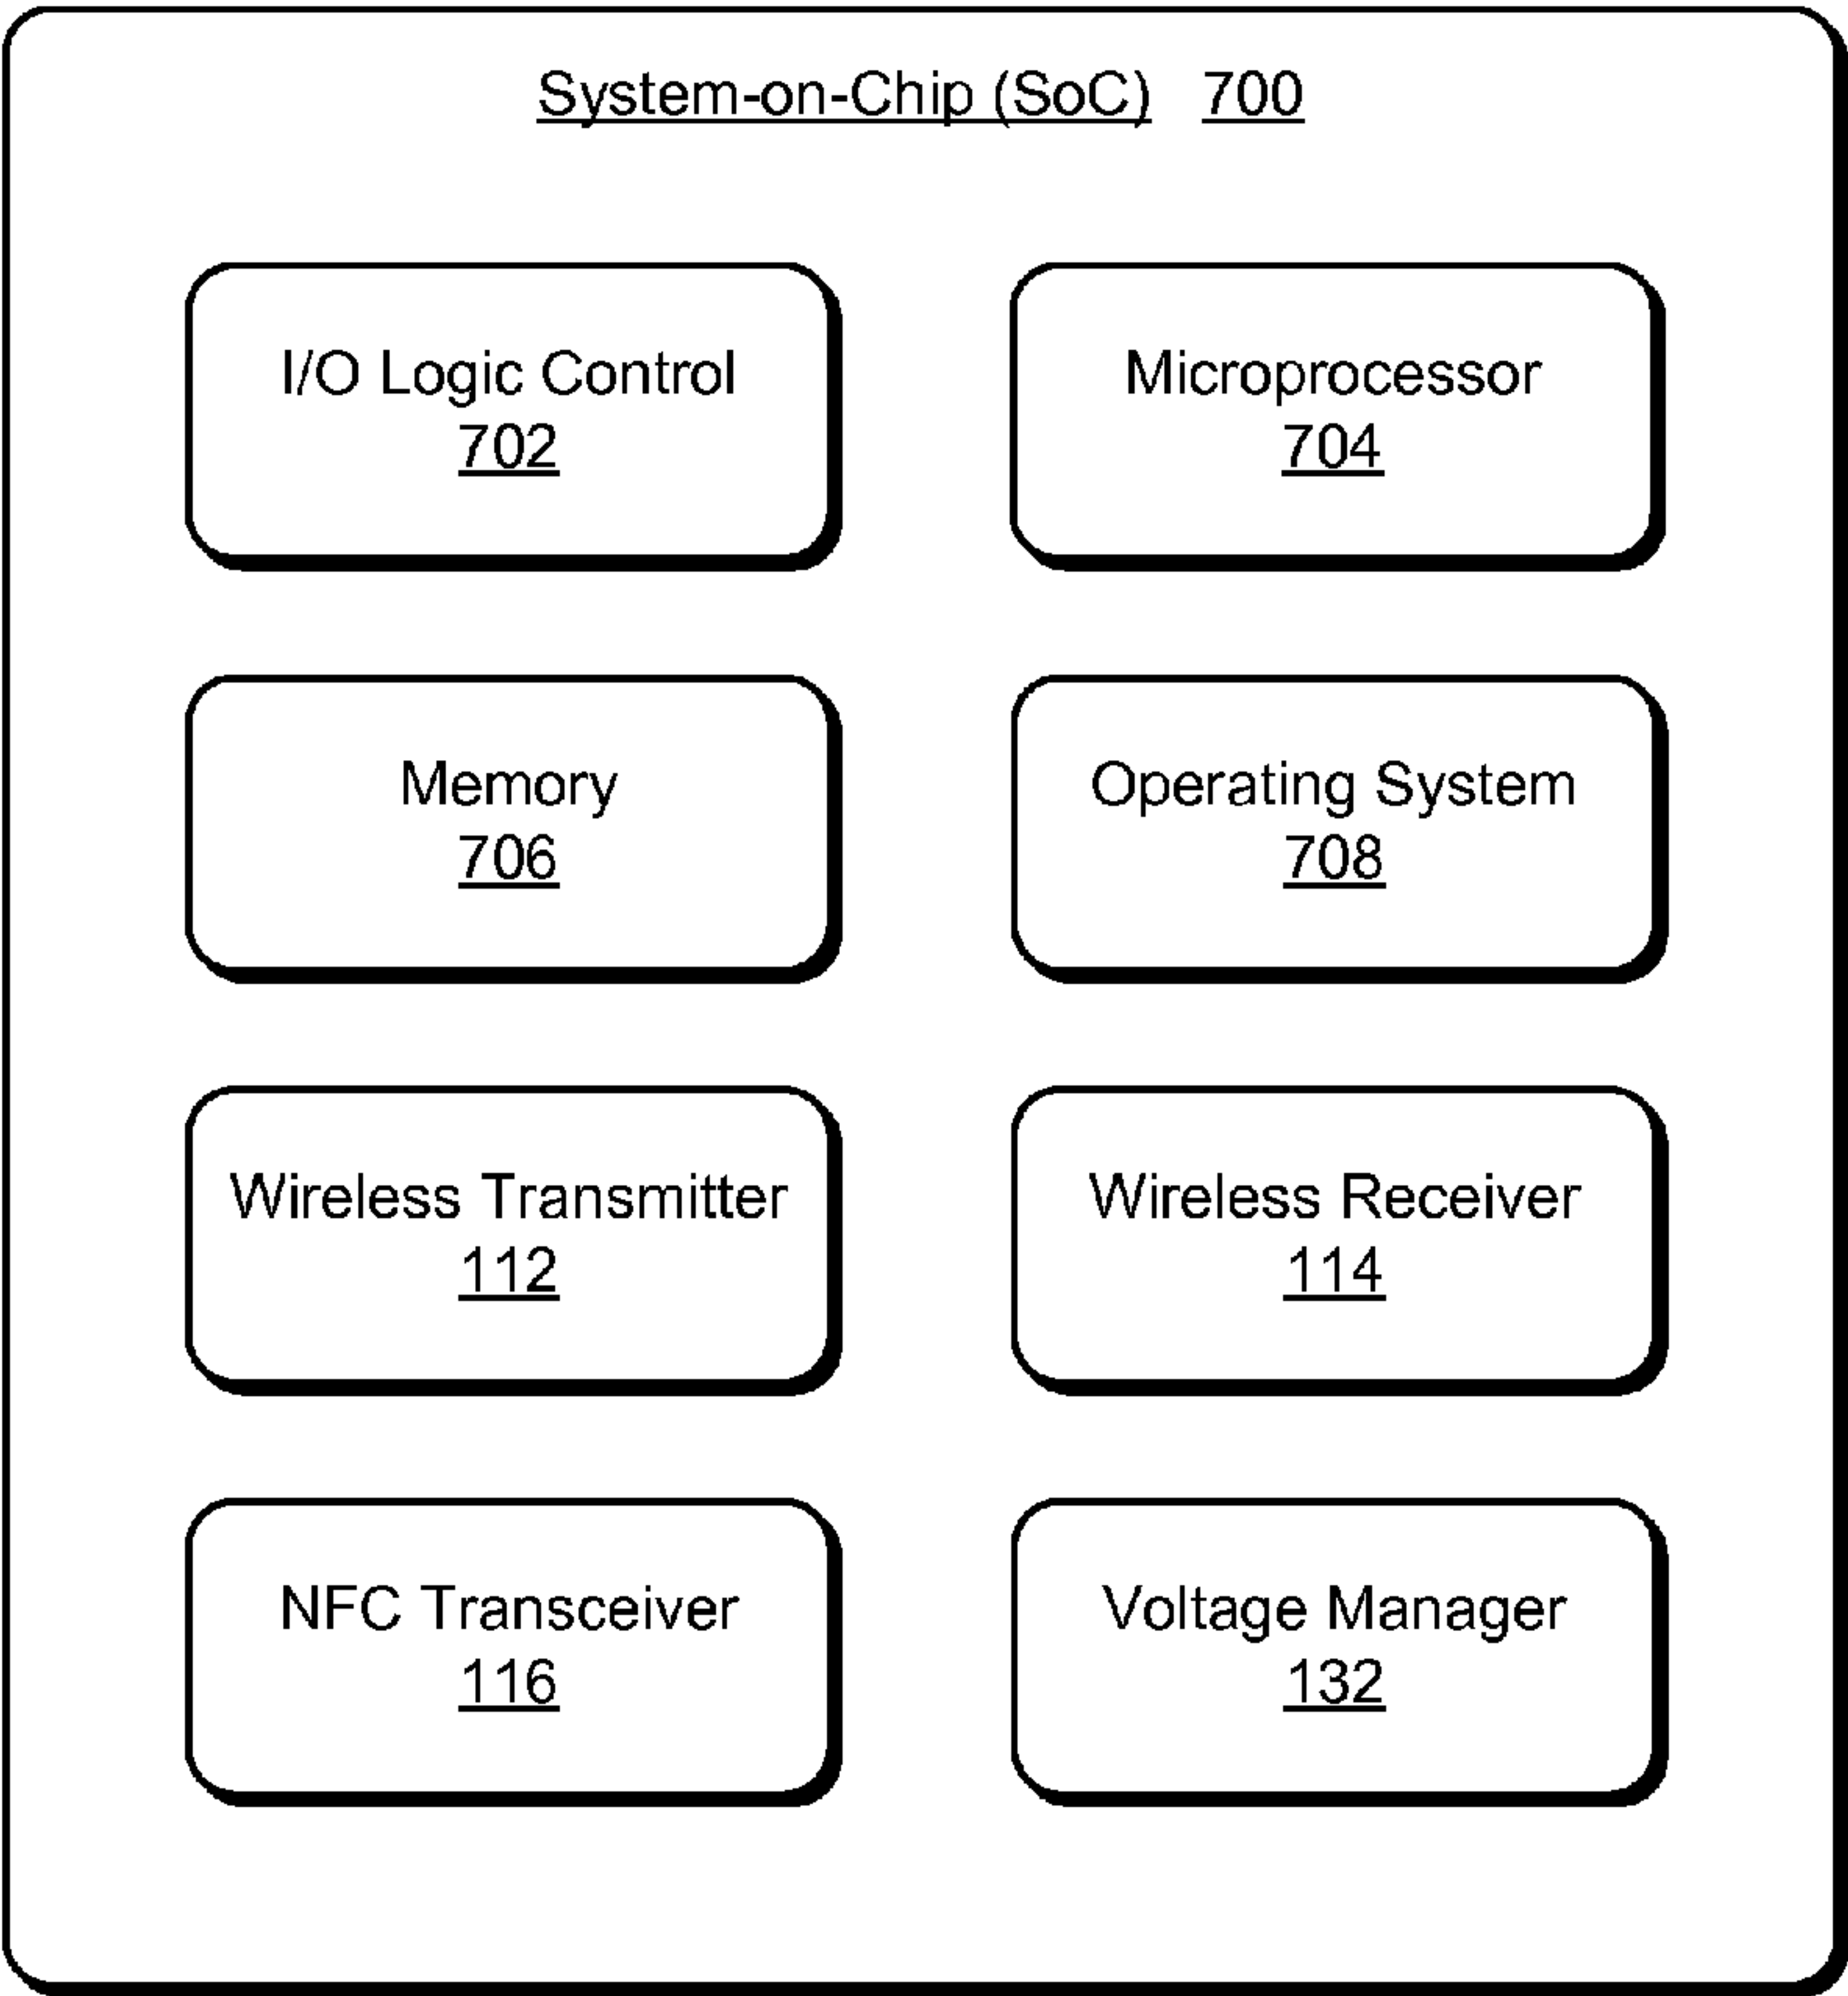 System-on-Chip (SoC) 700
I/O Logic Control
702
Microprocessor
704
Memory
706
Operating System
708
Wireless Transmitter
112
Wireless Receiver
114
NFC Transceiver
116
Voltage Manager
132